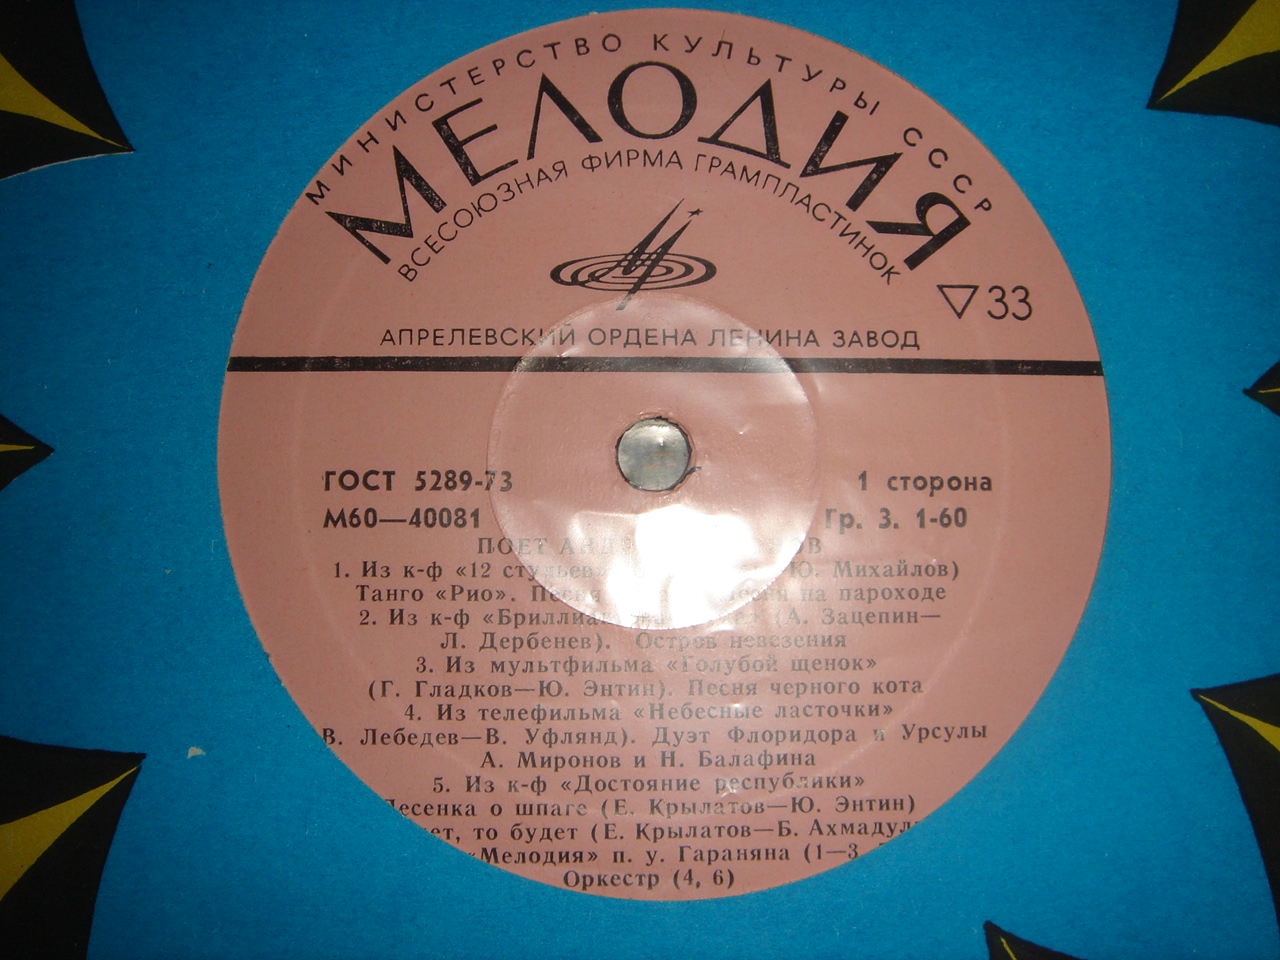 МИНИСТЕРСТВО КУЛЬТУРЫ СССР
МЕЛОДИЯ
ВСЕСОЮЗНАЯ ФИРМА ГРАМПЛАСТИНОК
33
АПРЕЛЕВСКИЙ ОРДЕНА ЛЕНИНА ЗАВОД
ГОСТ 5289-73
1 сторона
М60—40081
Гр. 3. 1-60
ПОЕТ
1. Из к-ф «12 стульев» Ю. Михайлов)
Танго «Рио». Песня на пароходе
2. Из к-ф (А. Зацепин—
Л. Дербенев). Остров невезения
3. Из мультфильма «Голубой щенок»
(Г. Гладков—Ю. Энтин). Песня черного кота
4. Из телефильма «Небесные ласточки»
В. Лебедев—В. Уфлянд). Дуэт Флоридора и Урсулы
А. Миронов и Н. Балафина
5. Из к-ф «Достояние республики»
Песенка о шпаге (Е. Крылатов—Ю. Энтин)
то будет (Е. Крылатов—Б.
«Мелодия» п. у. Гараняна (1—3,
Оркестр (4, 6)